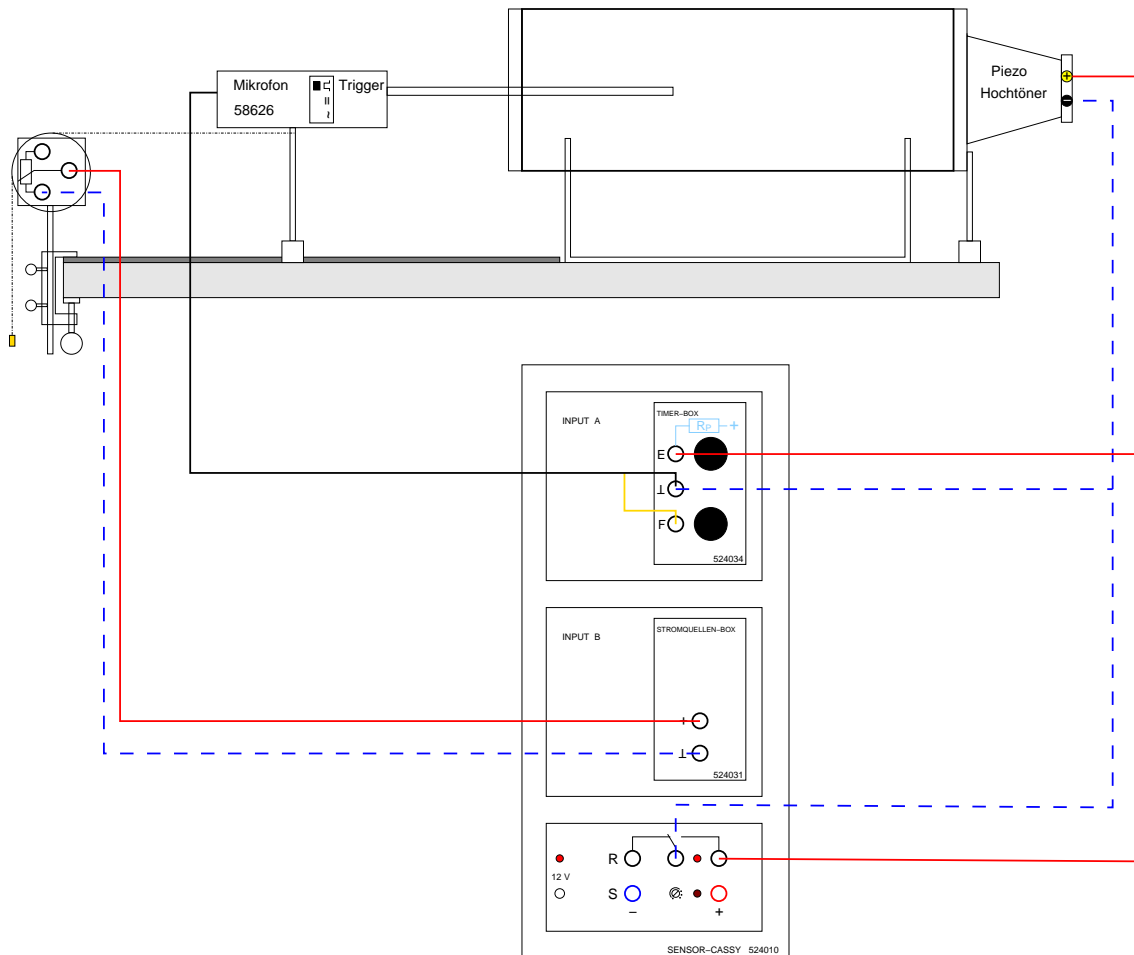 Mikrofon
58626
Trigger
=
~
Piezo
Hochtöner
+
−
INPUT A
TIMER−BOX
RP
+
E
⊥
F
524034
INPUT B
STROMQUELLEN−BOX
+
⊥
524031
R
12 V
S
−
+
SENSOR−CASSY 524010